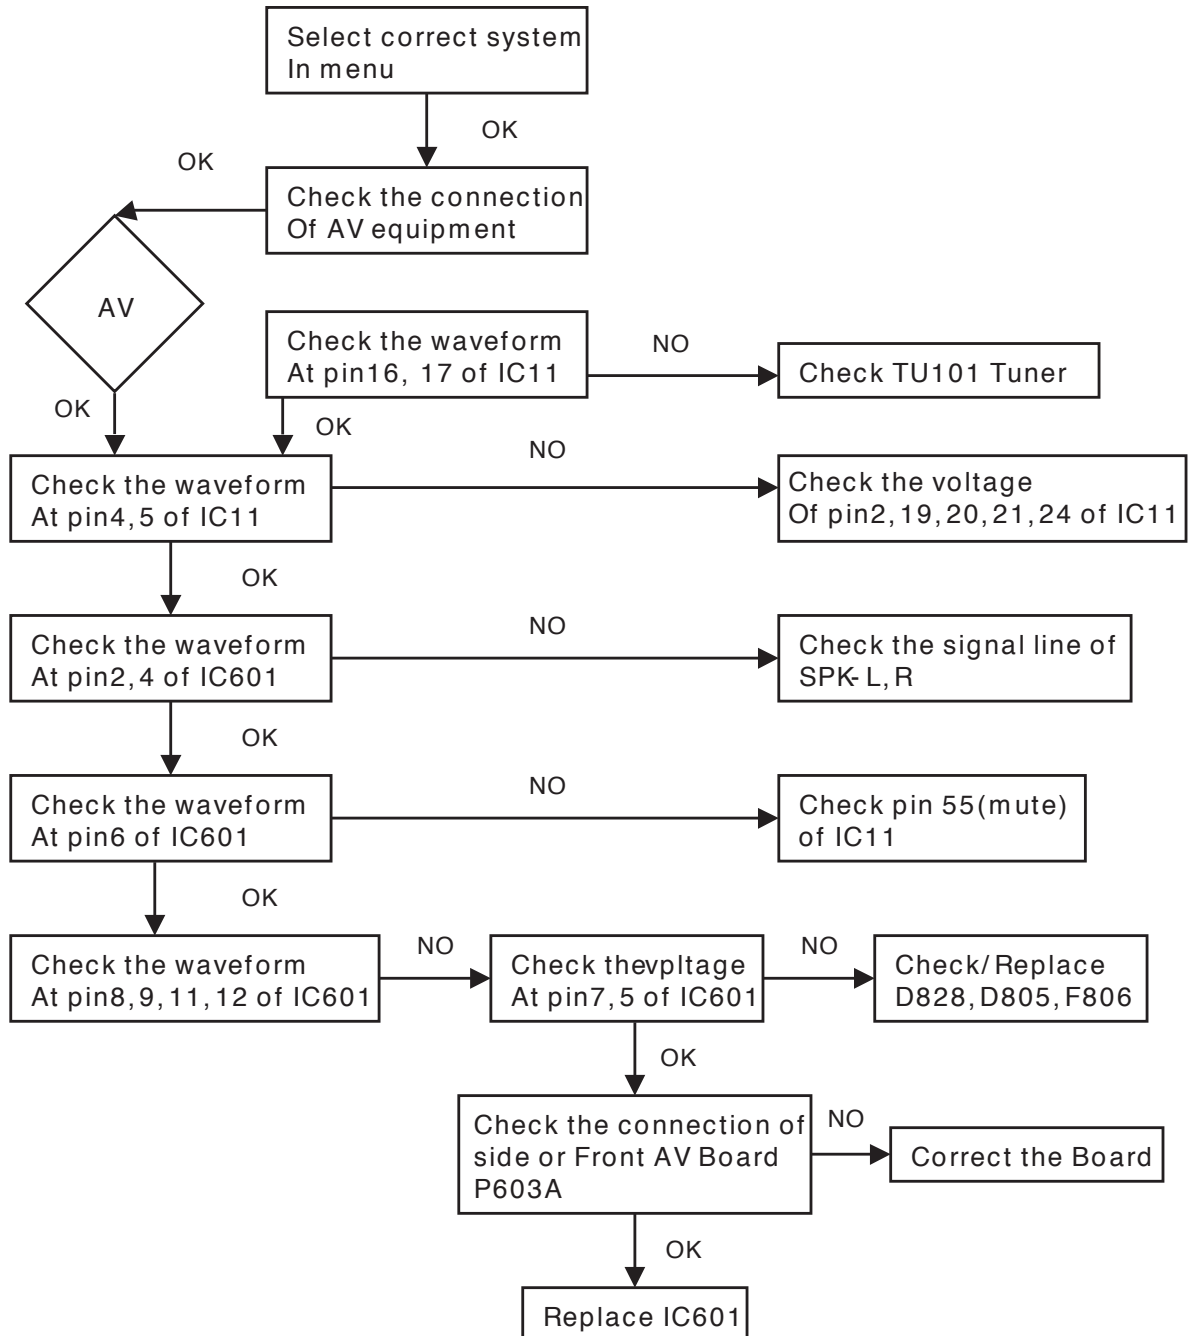 Select correct system
In menu
OK
OK
Check the connection
Of AV equipment
AV
Check the waveform
At pin16, 17 of IC11
NO
Check TU101 Tuner
OK
OK
Check the waveform
At pin4,5 of IC11
NO
Check the voltage
Of pin2,19,20,21,24 of IC11
OK
Check the waveform
At pin2,4 of IC601
NO
Check the signal line of
SPK-L,R
OK
Check the waveform
At pin6 of IC601
NO
Check pin 55(mute)
of IC11
OK
Check the waveform
At pin8,9,11,12 of IC601
NO
Check thevpltage
At pin7,5 of IC601
NO
Check/Replace
D828,D805,F806
OK
Check the connection of
side or Front AV Board
P603A
NO
Correct the Board
OK
Replace IC601